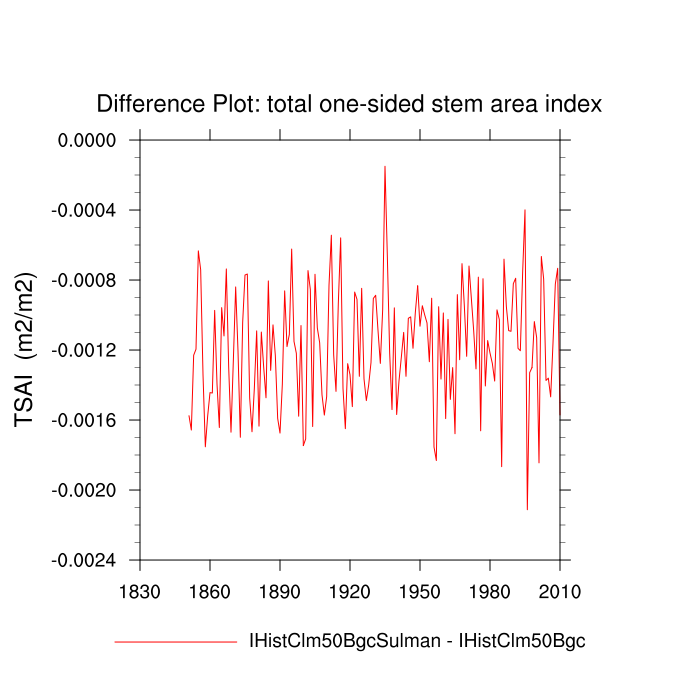 Difference Plot: total one-sided stem area index
TSAI (m2/m2)
0.0000
-0.0004
-0.0008
-0.0012
-0.0016
-0.0020
-0.0024
1830 1860 1890 1920 1950 1980 2010
IHistClm50BgcSulman - IHistClm50Bgc